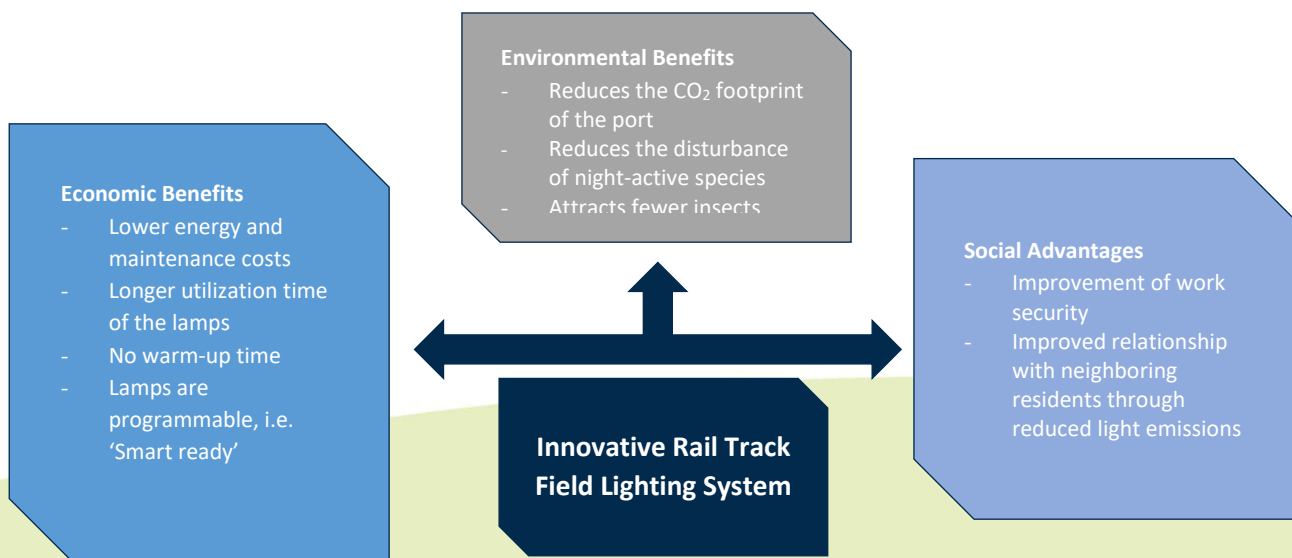 Environmental Benefits
- Reduces the CO₂ footprint
of the port
- Reduces the disturbance
of night-active species
- Attracts fewer insects
Economic Benefits
- Lower energy and
maintenance costs
- Longer utilization time
of the lamps
- No warm-up time
- Lamps are
programmable, i.e.
‘Smart ready’
Social Advantages
- Improvement of work
security
- Improved relationship
with neighboring
residents through
reduced light emissions
Innovative Rail Track
Field Lighting System